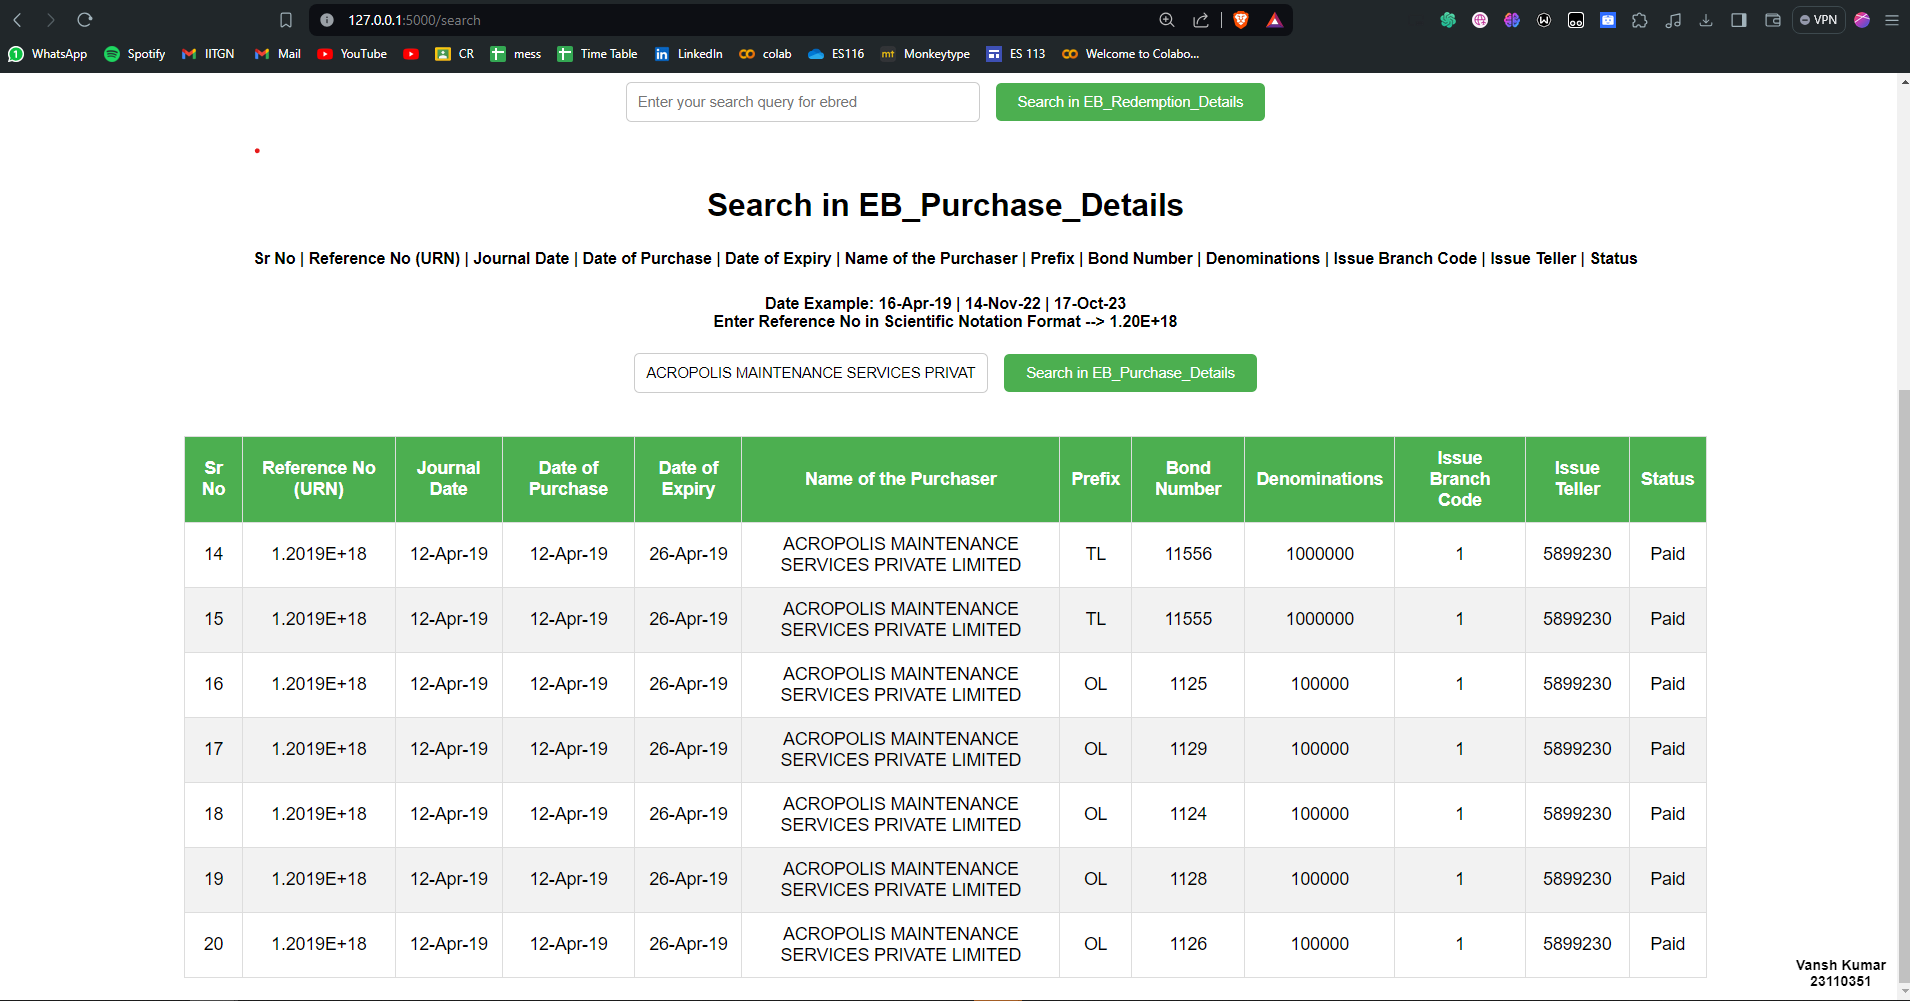 127.0.0.1:5000/search
VPN
WhatsApp Spotify IITGN Mail YouTube CR mess Time Table LinkedIn colab ES116 mt Monkeytype ES 113 Welcome to Colabo...
Enter your search query for ebred Search in EB_Redemption_Details
Search in EB_Purchase_Details
Sr No | Reference No (URN) | Journal Date | Date of Purchase | Date of Expiry | Name of the Purchaser | Prefix | Bond Number | Denominations | Issue Branch Code | Issue Teller | Status
Date Example: 16-Apr-19 | 14-Nov-22 | 17-Oct-23
Enter Reference No in Scientific Notation Format --> 1.20E+18
ACROPOLIS MAINTENANCE SERVICES PRIVAT Search in EB_Purchase_Details
Sr No Reference No (URN) Journal Date Date of Purchase Date of Expiry Name of the Purchaser Prefix Bond Number Denominations Issue Branch Code Issue Teller Status
14 1.2019E+18 12-Apr-19 12-Apr-19 26-Apr-19 ACROPOLIS MAINTENANCE SERVICES PRIVATE LIMITED TL 11556 1000000 1 5899230 Paid
15 1.2019E+18 12-Apr-19 12-Apr-19 26-Apr-19 ACROPOLIS MAINTENANCE SERVICES PRIVATE LIMITED TL 11555 1000000 1 5899230 Paid
16 1.2019E+18 12-Apr-19 12-Apr-19 26-Apr-19 ACROPOLIS MAINTENANCE SERVICES PRIVATE LIMITED OL 1125 100000 1 5899230 Paid
17 1.2019E+18 12-Apr-19 12-Apr-19 26-Apr-19 ACROPOLIS MAINTENANCE SERVICES PRIVATE LIMITED OL 1129 100000 1 5899230 Paid
18 1.2019E+18 12-Apr-19 12-Apr-19 26-Apr-19 ACROPOLIS MAINTENANCE SERVICES PRIVATE LIMITED OL 1124 100000 1 5899230 Paid
19 1.2019E+18 12-Apr-19 12-Apr-19 26-Apr-19 ACROPOLIS MAINTENANCE SERVICES PRIVATE LIMITED OL 1128 100000 1 5899230 Paid
20 1.2019E+18 12-Apr-19 12-Apr-19 26-Apr-19 ACROPOLIS MAINTENANCE SERVICES PRIVATE LIMITED OL 1126 100000 1 5899230 Paid
Vansh Kumar
23110351